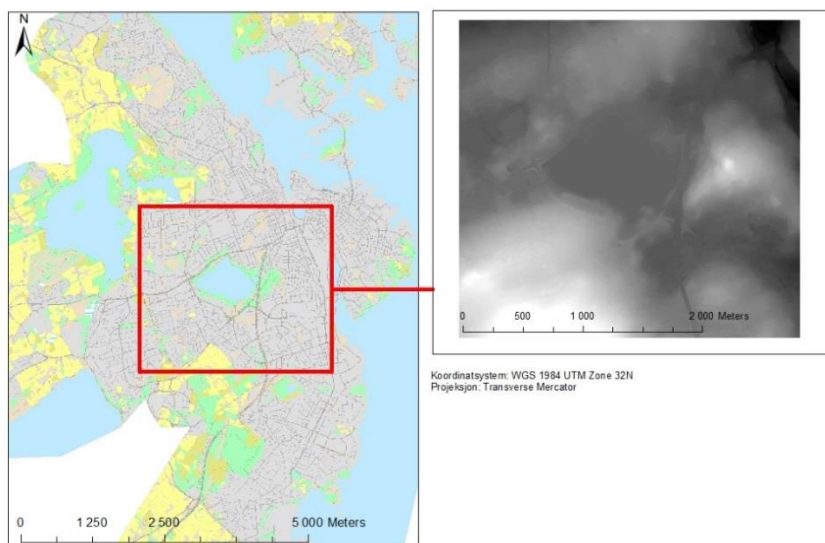 N
0 1 250 2 500 5 000 Meters
0 500 1 000 2 000 Meters
Koordinatsystem: WGS 1984 UTM Zone 32N
Projeksjon: Transverse Mercator